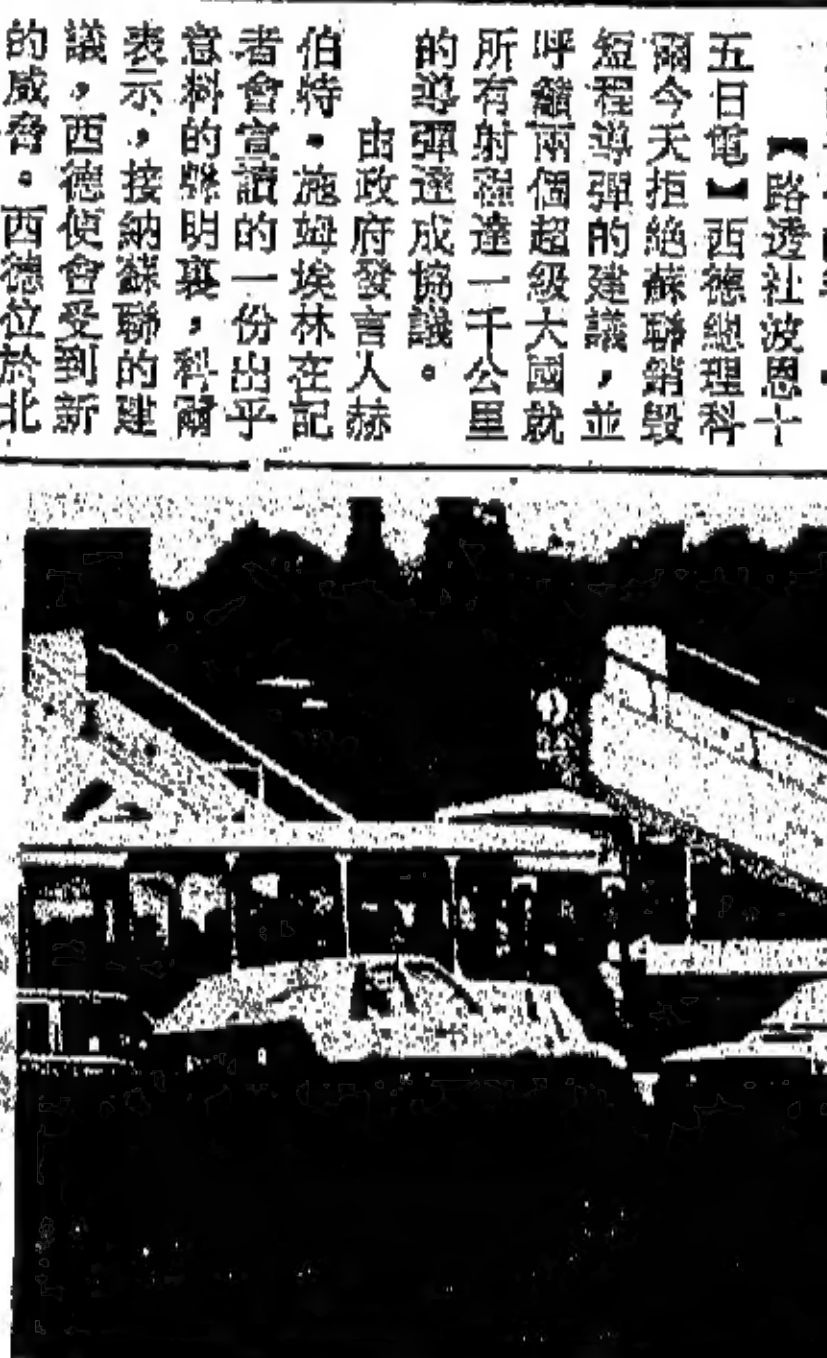 【路透社波恩十
五日電】西德總理科
爾今天拒絕蘇聯銷毀
短程導彈的建議，並
呼籲兩個超級大國就
所有射程達一千公里
的導彈達成協議。
由政府發言人赫
伯特·施姆埃林在記
者會宣讀的一份出乎
意料的聲明裏，科爾
表示，接納蘇聯的建
議，西德便會受到新
的威脅。西德位於北